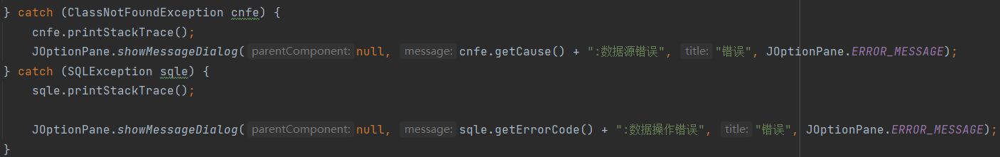 } catch (ClassNotFoundException cnfe) {
cnfe.printStackTrace();
JOptionPane.showMessageDialog( parentComponent: null, message: cnfe.getCause() + ":数据源错误", title: "错误", JOptionPane.ERROR_MESSAGE);
} catch (SQLException sqle) {
sqle.printStackTrace();
JOptionPane.showMessageDialog( parentComponent: null, message: sqle.getErrorCode() + ":数据操作错误", title: "错误", JOptionPane.ERROR_MESSAGE);
}